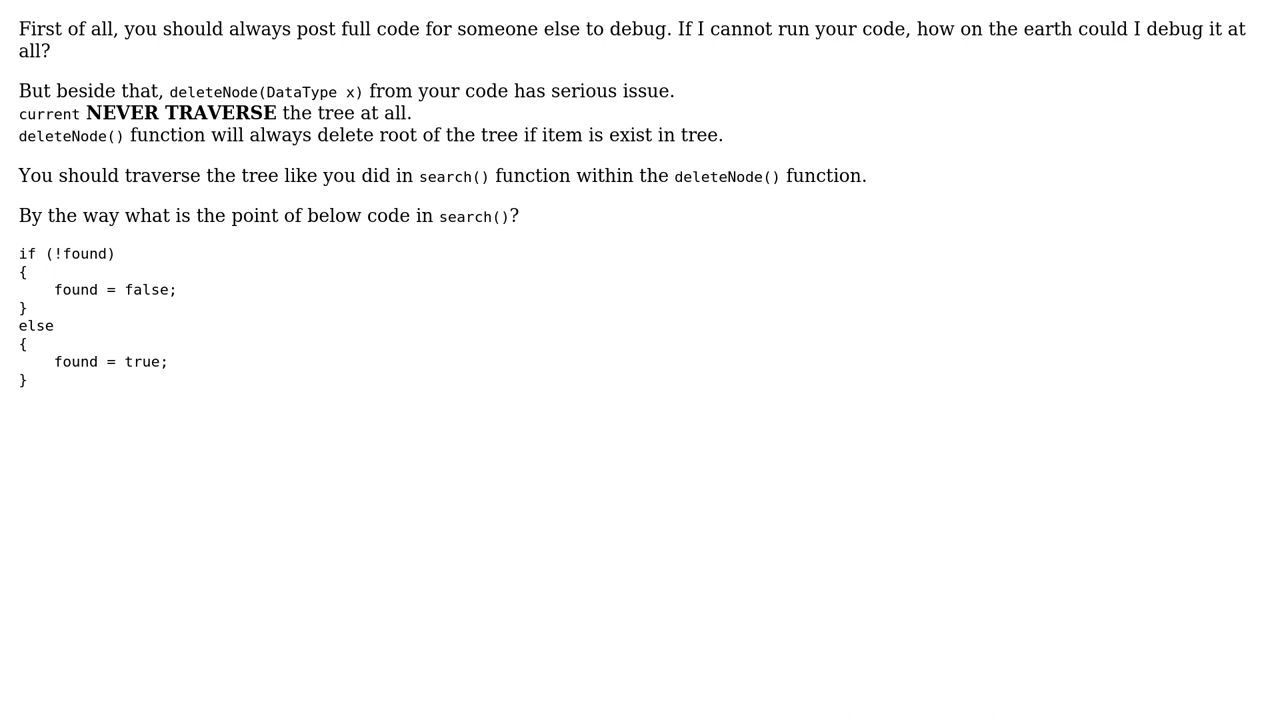 First of all, you should always post full code for someone else to debug. If I cannot run your code, how on the earth could I debug it at
all?
But beside that, deleteNode(DataType x) from your code has serious issue.
current NEVER TRAVERSE the tree at all.
deleteNode() function will always delete root of the tree if item is exist in tree.
You should traverse the tree like you did in search() function within the deleteNode() function.
By the way what is the point of below code in search()?
if (!found)
{
    found = false;
}
else
{
    found = true;
}